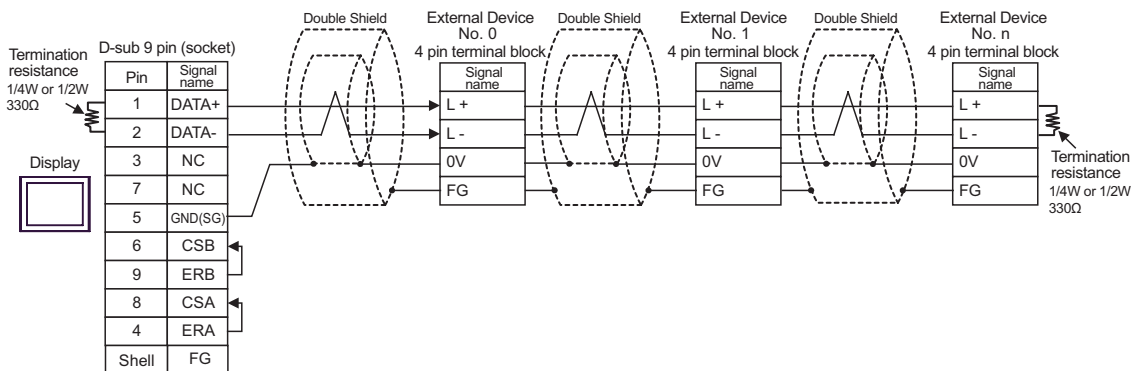 Double Shield
External Device
No. 0
4 pin terminal block
Double Shield
External Device
No. 1
4 pin terminal block
Double Shield
External Device
No. n
4 pin terminal block
Termination
resistance
1/4W or 1/2W
330Ω
D-sub 9 pin (socket)
Pin Signal name
1 DATA+
2 DATA-
3 NC
7 NC
5 GND(SG)
6 CSB
9 ERB
8 CSA
4 ERA
Shell FG
Display
Signal
name
L +
L -
0V
FG
Signal
name
L +
L -
0V
FG
Signal
name
L +
L -
0V
FG
Termination
resistance
1/4W or 1/2W
330Ω